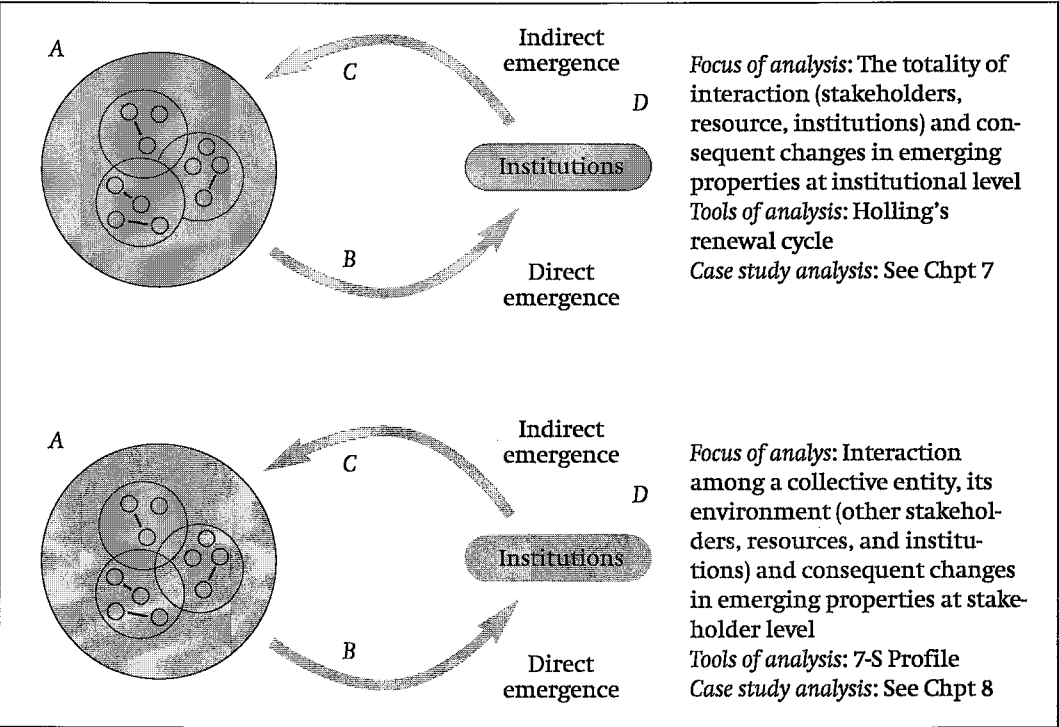 A
C
Indirect
emergence
D
Institutions
B
Direct
emergence
Focus of analysis: The totality of
interaction (stakeholders,
resource, institutions) and con-
sequent changes in emerging
properties at institutional level
Tools of analysis: Holling's
renewal cycle
Case study analysis: See Chpt 7
A
C
Indirect
emergence
D
Institutions
B
Direct
emergence
Focus of analys: Interaction
among a collective entity, its
environment (other stakehol-
ders, resources, and institu-
tions) and consequent changes
in emerging properties at stake-
holder level
Tools of analysis: 7-S Profile
Case study analysis: See Chpt 8